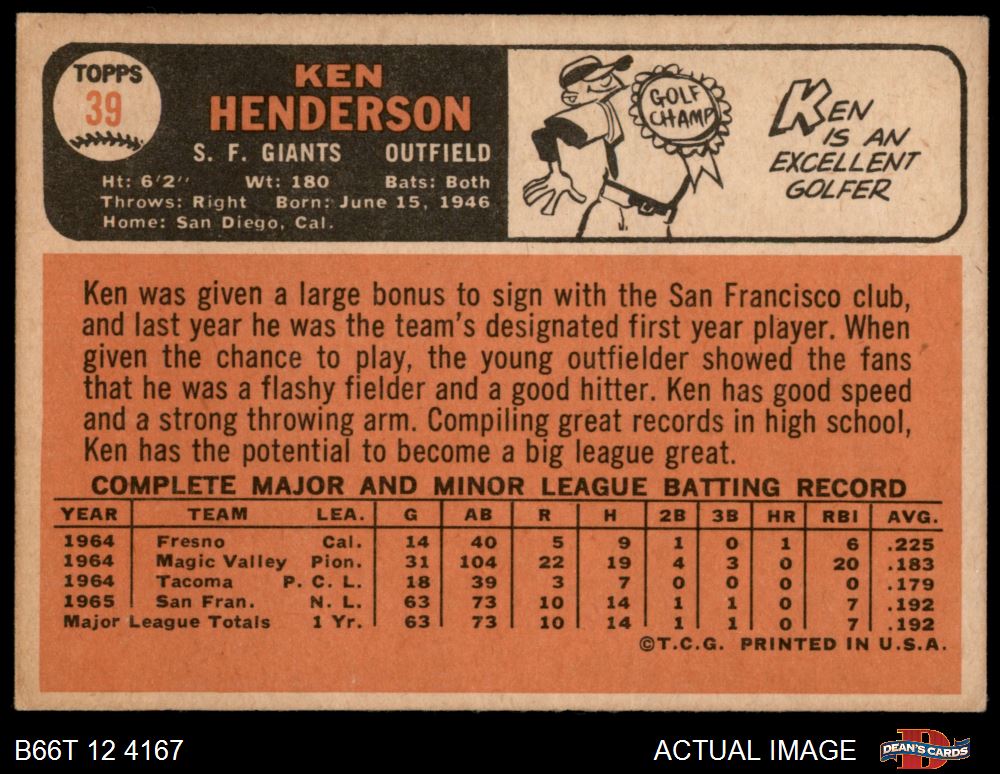 TOPPS
39
KEN
HENDERSON
S. F. GIANTS OUTFIELD
Ht: 6'2" Wt: 180 Bats: Both
Throws: Right Born: June 15, 1946
Home: San Diego, Cal.
GOLF
CHAMP
KEN
IS AN
EXCELLENT
GOLFER
Ken was given a large bonus to sign with the San Francisco club,
and last year he was the team's designated first year player. When
given the chance to play, the young outfielder showed the fans
that he was a flashy fielder and a good hitter. Ken has good speed
and a strong throwing arm. Compiling great records in high school,
Ken has the potential to become a big league great.
COMPLETE MAJOR AND MINOR LEAGUE BATTING RECORD
YEAR TEAM LEA. G AB R H 2B 3B HR RBI AVG.
1964 Fresno Cal. 14 40 5 9 1 0 1 6 .225
1964 Magic Valley Pion. 31 104 22 19 4 3 0 20 .183
1964 Tacoma P. C. L. 18 39 3 7 0 0 0 0 .179
1965 San Fran. N. L. 63 73 10 14 1 1 0 7 .192
Major League Totals 1 Yr. 63 73 10 14 1 1 0 7 .192
©T.C.G. PRINTED IN U.S.A.
B66T 12 4167 ACTUAL IMAGE DEAN'S CARDS